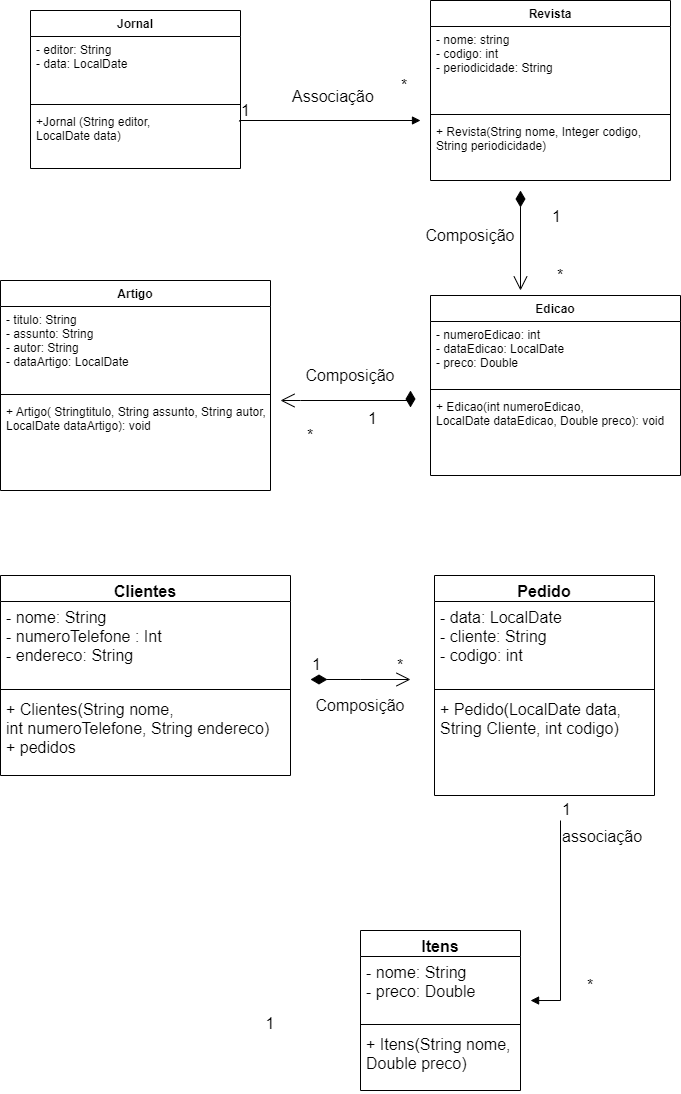 Jornal
- editor: String
- data: LocalDate
+Jornal (String editor,
LocalDate data)
1
Associação
*
Revista
- nome: string
- codigo: int
- periodicidade: String
+ Revista(String nome, Integer codigo,
String periodicidade)
Composição
1
*
Artigo
- titulo: String
- assunto: String
- autor: String
- dataArtigo: LocalDate
+ Artigo( Stringtitulo, String assunto, String autor,
LocalDate dataArtigo): void
Composição
1
*
Edicao
- numeroEdicao: int
- dataEdicao: LocalDate
- preco: Double
+ Edicao(int numeroEdicao,
LocalDate dataEdicao, Double preco): void
Clientes
- nome: String
- numeroTelefone : Int
- endereco: String
+ Clientes(String nome,
int numeroTelefone, String endereco)
+ pedidos
1
*
Composição
Pedido
- data: LocalDate
- cliente: String
- codigo: int
+ Pedido(LocalDate data,
String Cliente, int codigo)
1
associação
*
Itens
- nome: String
- preco: Double
+ Itens(String nome,
Double preco)
1